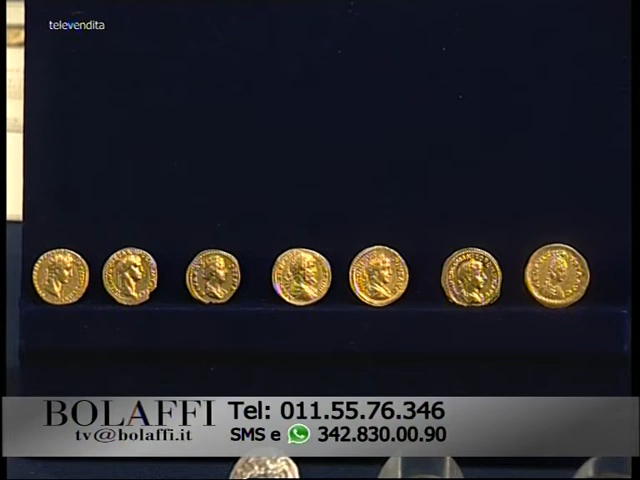 televendita
BOLAFFI
tv@bolaffi.it
Tel: 011.55.76.346
SMS e 342.830.00.90